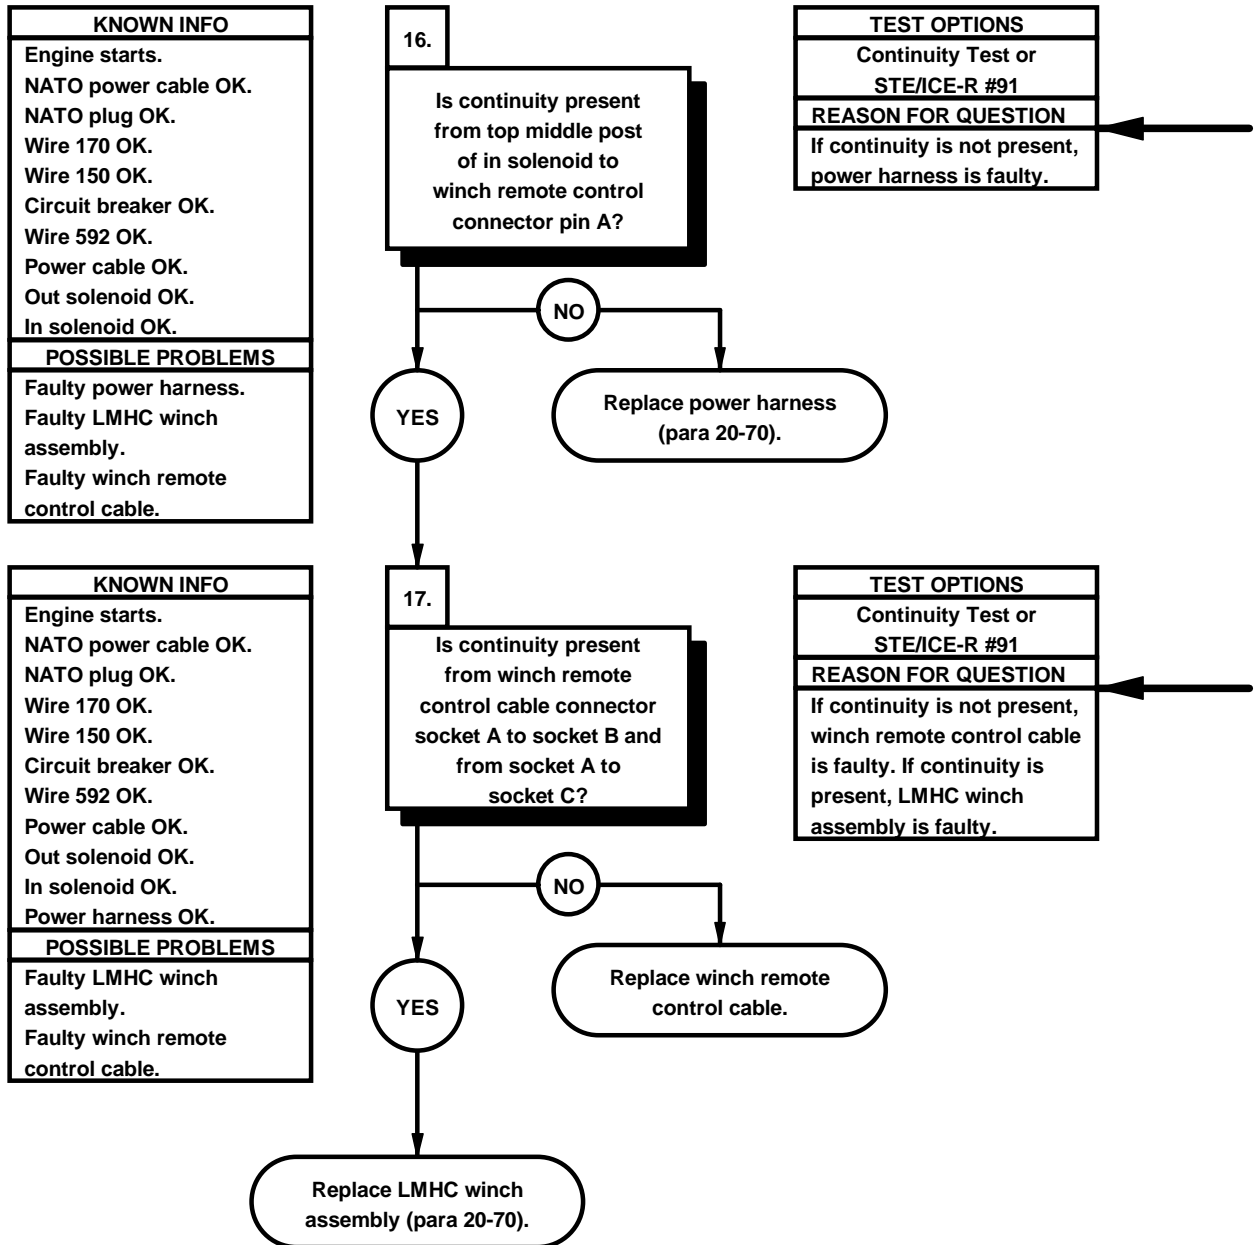 KNOWN INFO
Engine starts.
NATO power cable OK.
NATO plug OK.
Wire 170 OK.
Wire 150 OK.
Circuit breaker OK.
Wire 592 OK.
Power cable OK.
Out solenoid OK.
In solenoid OK.
POSSIBLE PROBLEMS
Faulty power harness.
Faulty LMHC winch
assembly.
Faulty winch remote
control cable.
16.
Is continuity present
from top middle post
of in solenoid to
winch remote control
connector pin A?
NO
YES
Replace power harness
(para 20-70).
TEST OPTIONS
Continuity Test or
STE/ICE-R #91
REASON FOR QUESTION
If continuity is not present,
power harness is faulty.
KNOWN INFO
Engine starts.
NATO power cable OK.
NATO plug OK.
Wire 170 OK.
Wire 150 OK.
Circuit breaker OK.
Wire 592 OK.
Power cable OK.
Out solenoid OK.
In solenoid OK.
Power harness OK.
POSSIBLE PROBLEMS
Faulty LMHC winch
assembly.
Faulty winch remote
control cable.
17.
Is continuity present
from winch remote
control cable connector
socket A to socket B and
from socket A to
socket C?
NO
YES
Replace winch remote
control cable.
Replace LMHC winch
assembly (para 20-70).
TEST OPTIONS
Continuity Test or
STE/ICE-R #91
REASON FOR QUESTION
If continuity is not present,
winch remote control cable
is faulty. If continuity is
present, LMHC winch
assembly is faulty.